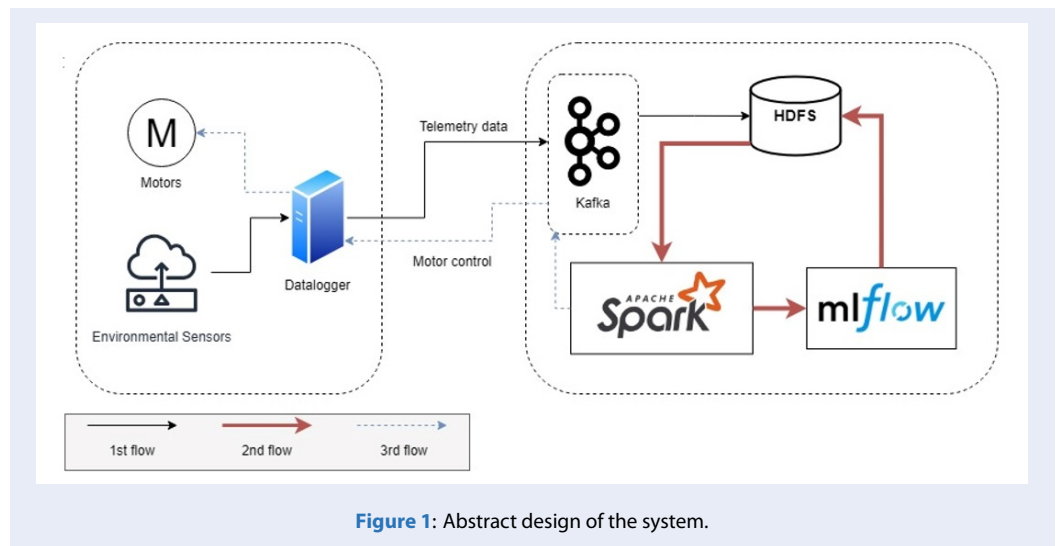 M
Motors
Environmental Sensors
Datalogger
Telemetry data
Motor control
Kafka
HDFS
APACHE
Spark
mlflow
1st flow
2nd flow
3rd flow
Figure 1: Abstract design of the system.